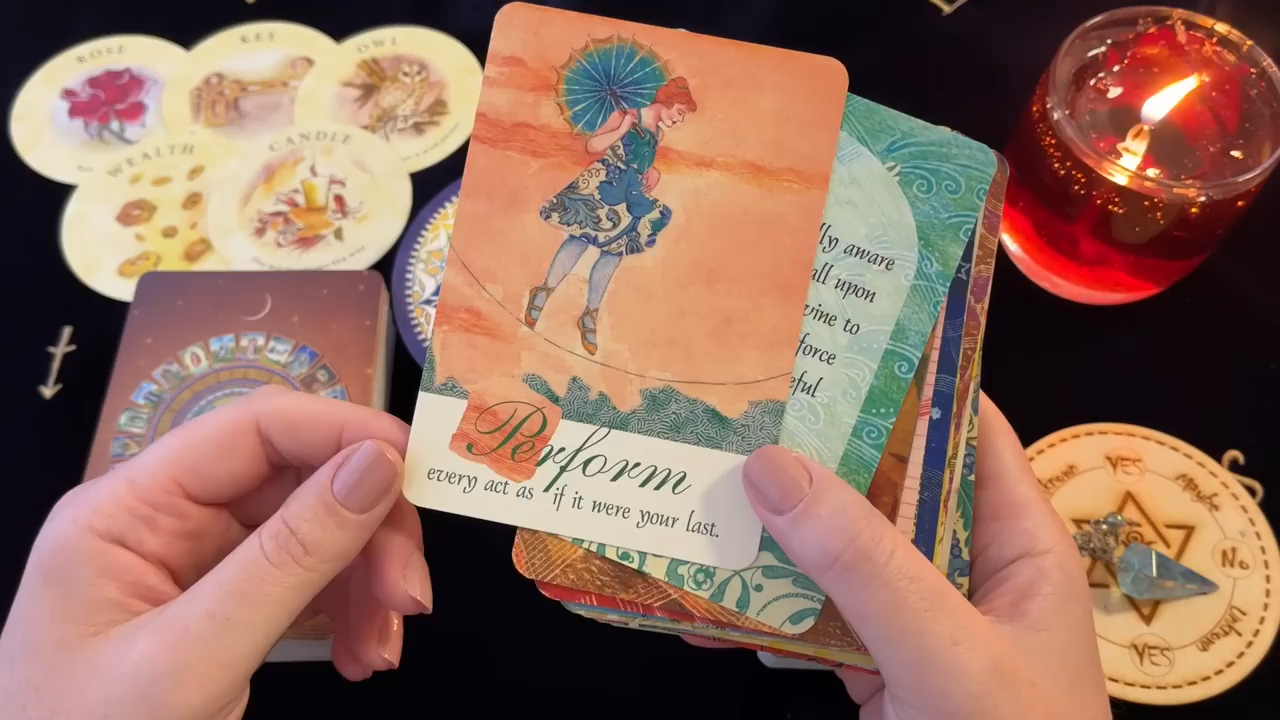 ROSE
KEY
OWL
WEALTH
CANDLE
Perform
every act as if it were your last.
lly aware
all upon
vine to
force
eful
YES
Maybe
No
Unknown
YES